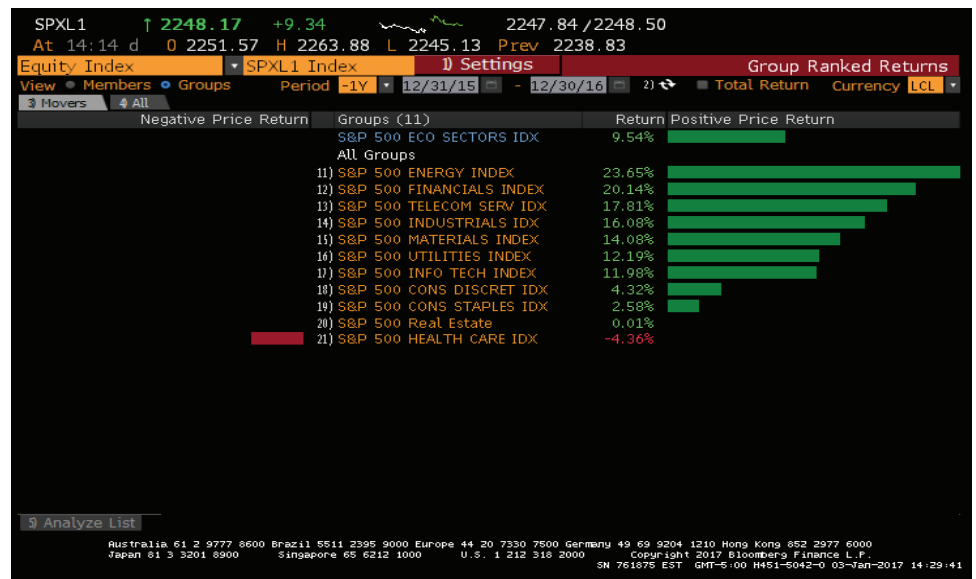 SPXL1 ↑ 2248.17 +9.34 2247.84/2248.50
At 14:14 d O 2251.57 H 2263.88 L 2245.13 Prev 2238.83
Equity Index SPXL1 Index 1) Settings Group Ranked Returns
View Members Groups Period -1Y 12/31/15 - 12/30/16 2) Total Return Currency LCL
3) Movers 4) All
Negative Price Return Groups (11) Return Positive Price Return
S&P 500 ECO SECTORS IDX 9.54%
All Groups
11) S&P 500 ENERGY INDEX 23.65%
12) S&P 500 FINANCIALS INDEX 20.14%
13) S&P 500 TELECOM SERV IDX 17.81%
14) S&P 500 INDUSTRIALS IDX 16.08%
15) S&P 500 MATERIALS INDEX 14.08%
16) S&P 500 UTILITIES INDEX 12.19%
17) S&P 500 INFO TECH INDEX 11.98%
18) S&P 500 CONS DISCRET IDX 4.32%
19) S&P 500 CONS STAPLES IDX 2.58%
20) S&P 500 Real Estate 0.01%
21) S&P 500 HEALTH CARE IDX -4.36%
5) Analyze List
Australia 61 2 9777 8600 Brazil 5511 2395 9000 Europe 44 20 7330 7500 Germany 49 69 9204 1210 Hong Kong 852 2977 6000
Japan 81 3 3201 8900 Singapore 65 6212 1000 U.S. 1 212 318 2000 Copyright 2017 Bloomberg Finance L.P.
SN 761875 EST GMT-5:00 H451-5042-0 03-Jan-2017 14:29:41